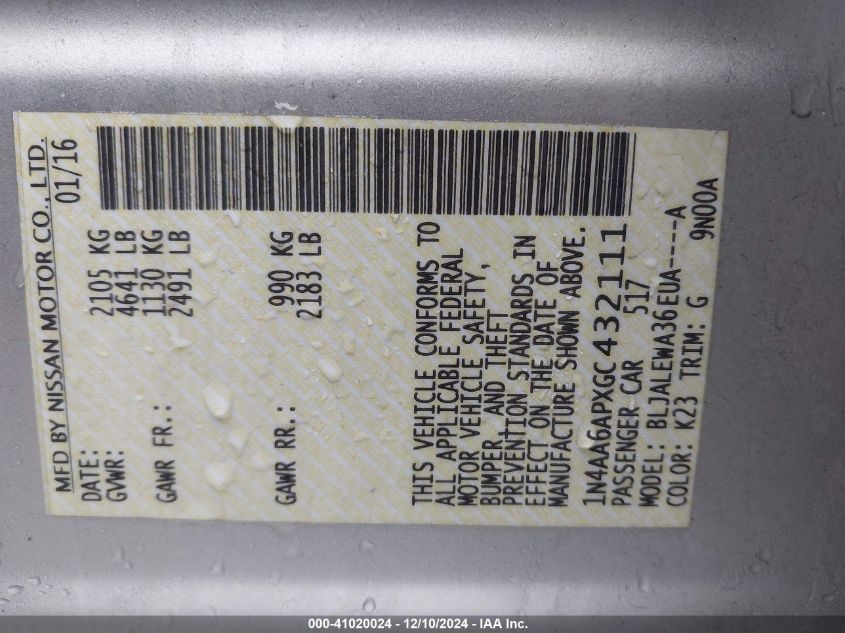 MFD BY NISSAN MOTOR CO., LTD.
DATE: 01/16
GVWR: 2105 KG
4641 LB
GAWR FR.: 1130 KG
2491 LB
GAWR RR.: 990 KG
2183 LB
THIS VEHICLE CONFORMS TO
ALL APPLICABLE FEDERAL
MOTOR VEHICLE SAFETY,
BUMPER, AND THEFT
PREVENTION STANDARDS IN
EFFECT ON THE DATE OF
MANUFACTURE SHOWN ABOVE.
1N4AA6APXGC432111
PASSENGER CAR 517
MODEL: BLJALEWA36EUA----A
COLOR: K23 TRIM: G 9N00A
000-41020024 - 12/10/2024 - IAA Inc.